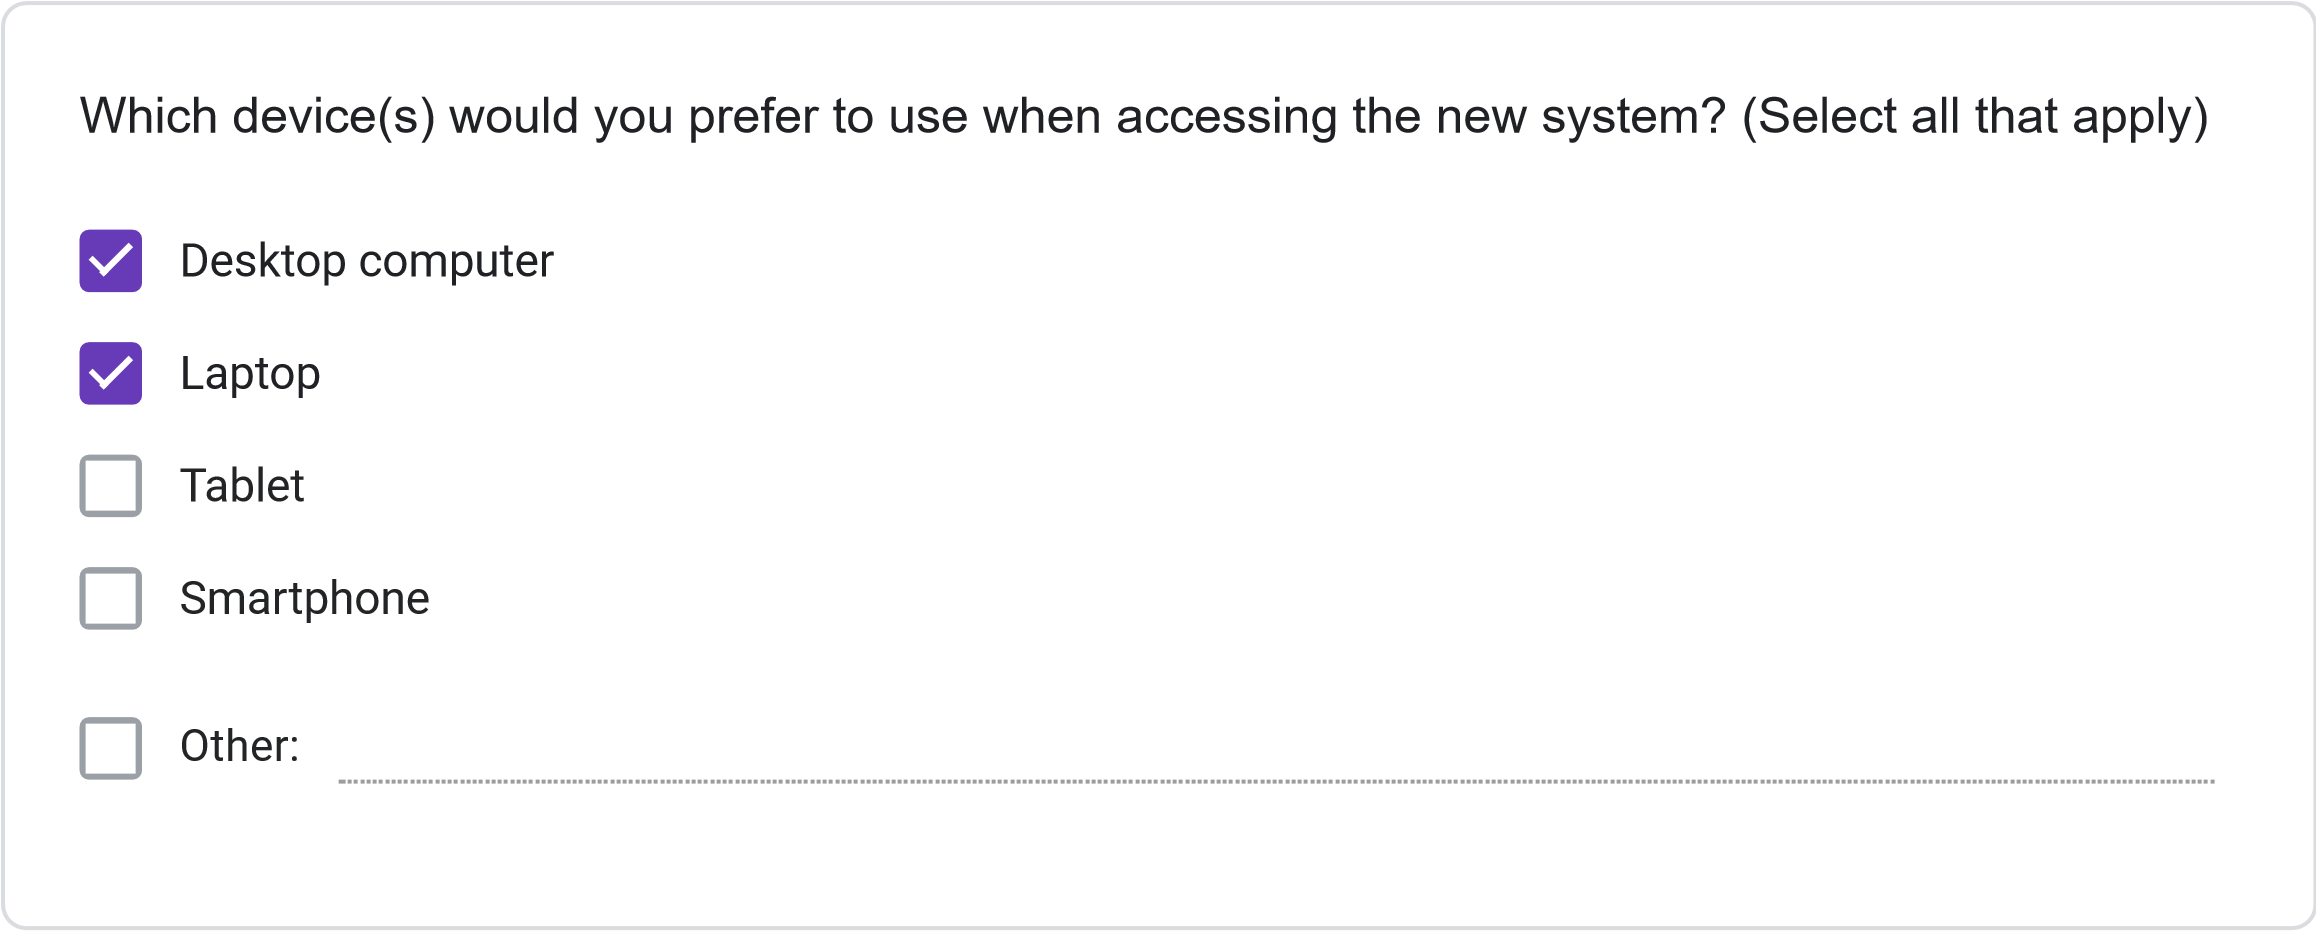 Which device(s) would you prefer to use when accessing the new system? (Select all that apply)
Desktop computer
Laptop
Tablet
Smartphone
Other: